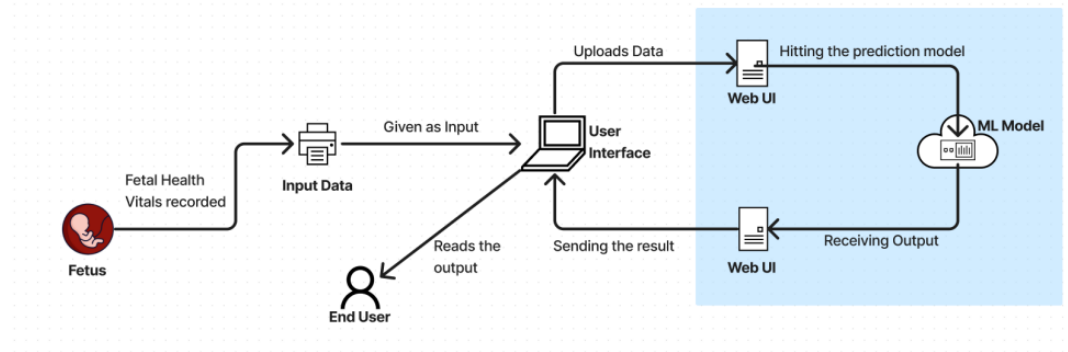 Uploads Data
Hitting the prediction model
Web UI
ML Model
Given as Input
User
Interface
Input Data
Fetal Health
Vitals recorded
Fetus
Reads the
output
Sending the result
Receiving Output
Web UI
End User